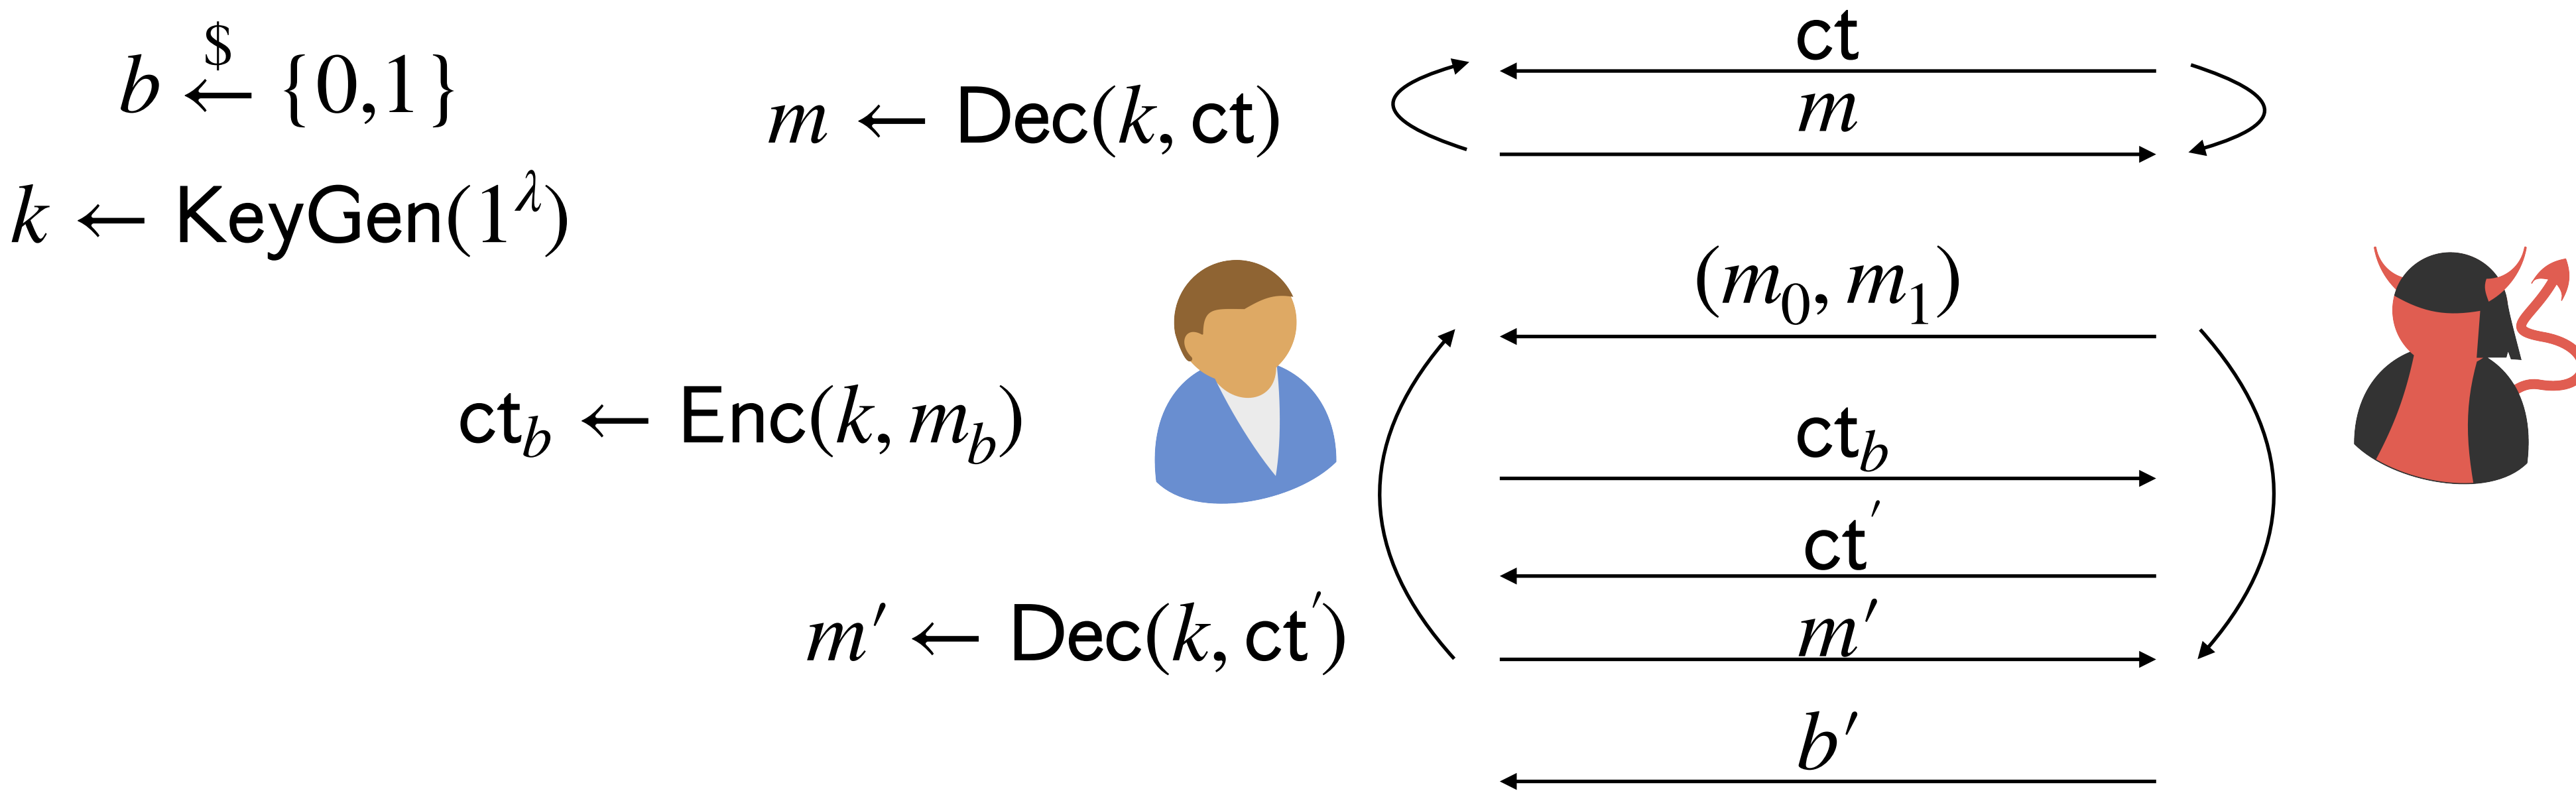 b ←$ {0,1}
k ← KeyGen(1^λ)
m ← Dec(k, ct)
ct
m
(m_0, m_1)
ct_b ← Enc(k, m_b)
ct_b
ct′
m′ ← Dec(k, ct′)
m′
b′